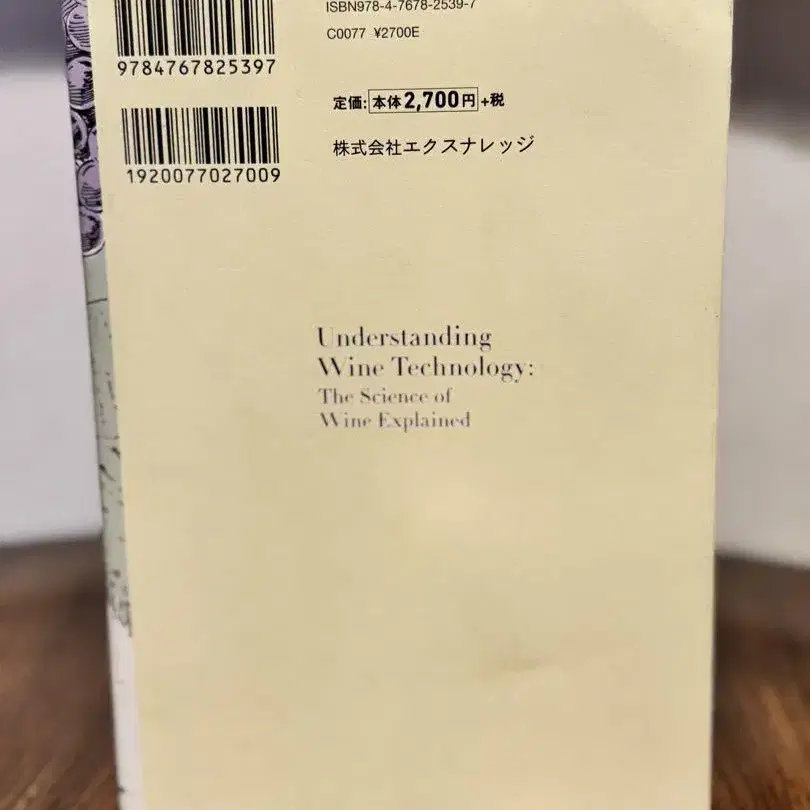 ISBN978-4-7678-2539-7
C0077 ¥2700E
9784767825397
定価:本体2,700円+税
株式会社エクスナレッジ
1920077027009
Understanding
Wine Technology:
The Science of
Wine Explained